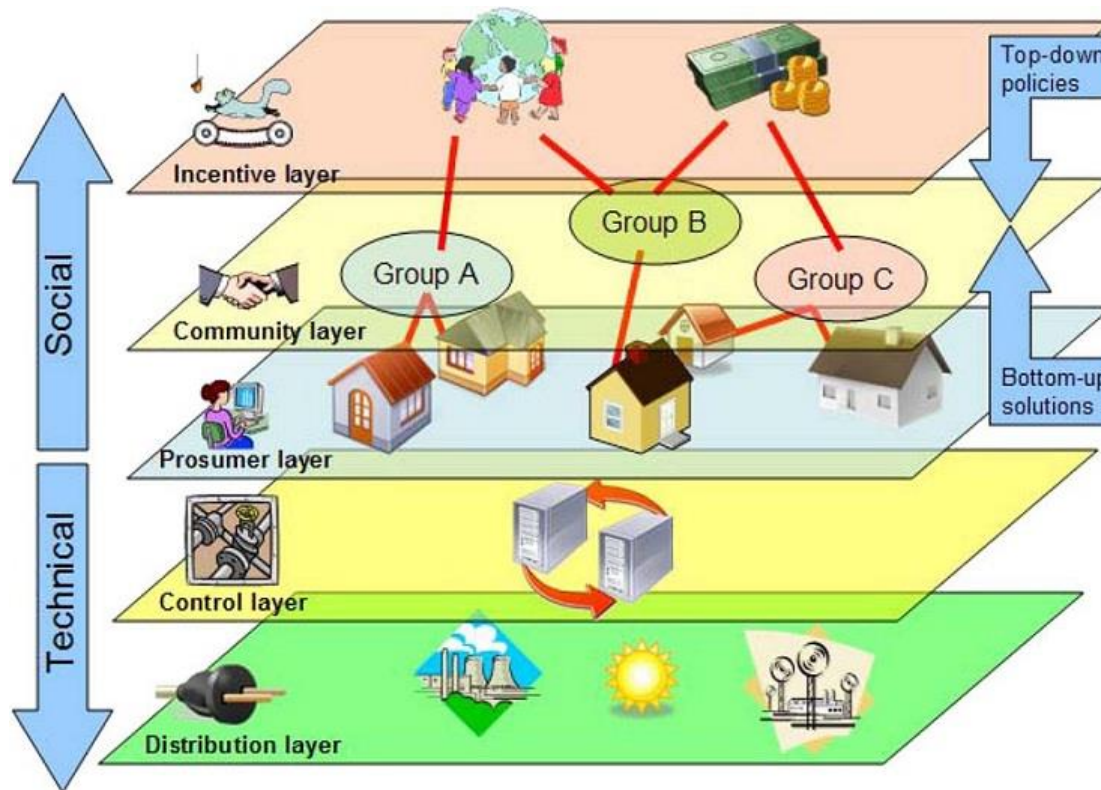 Top-down
policies
Incentive layer
Group B
Group A
Group C
Community layer
Social
Bottom-up
solutions
Prosumer layer
Control layer
Technical
Distribution layer